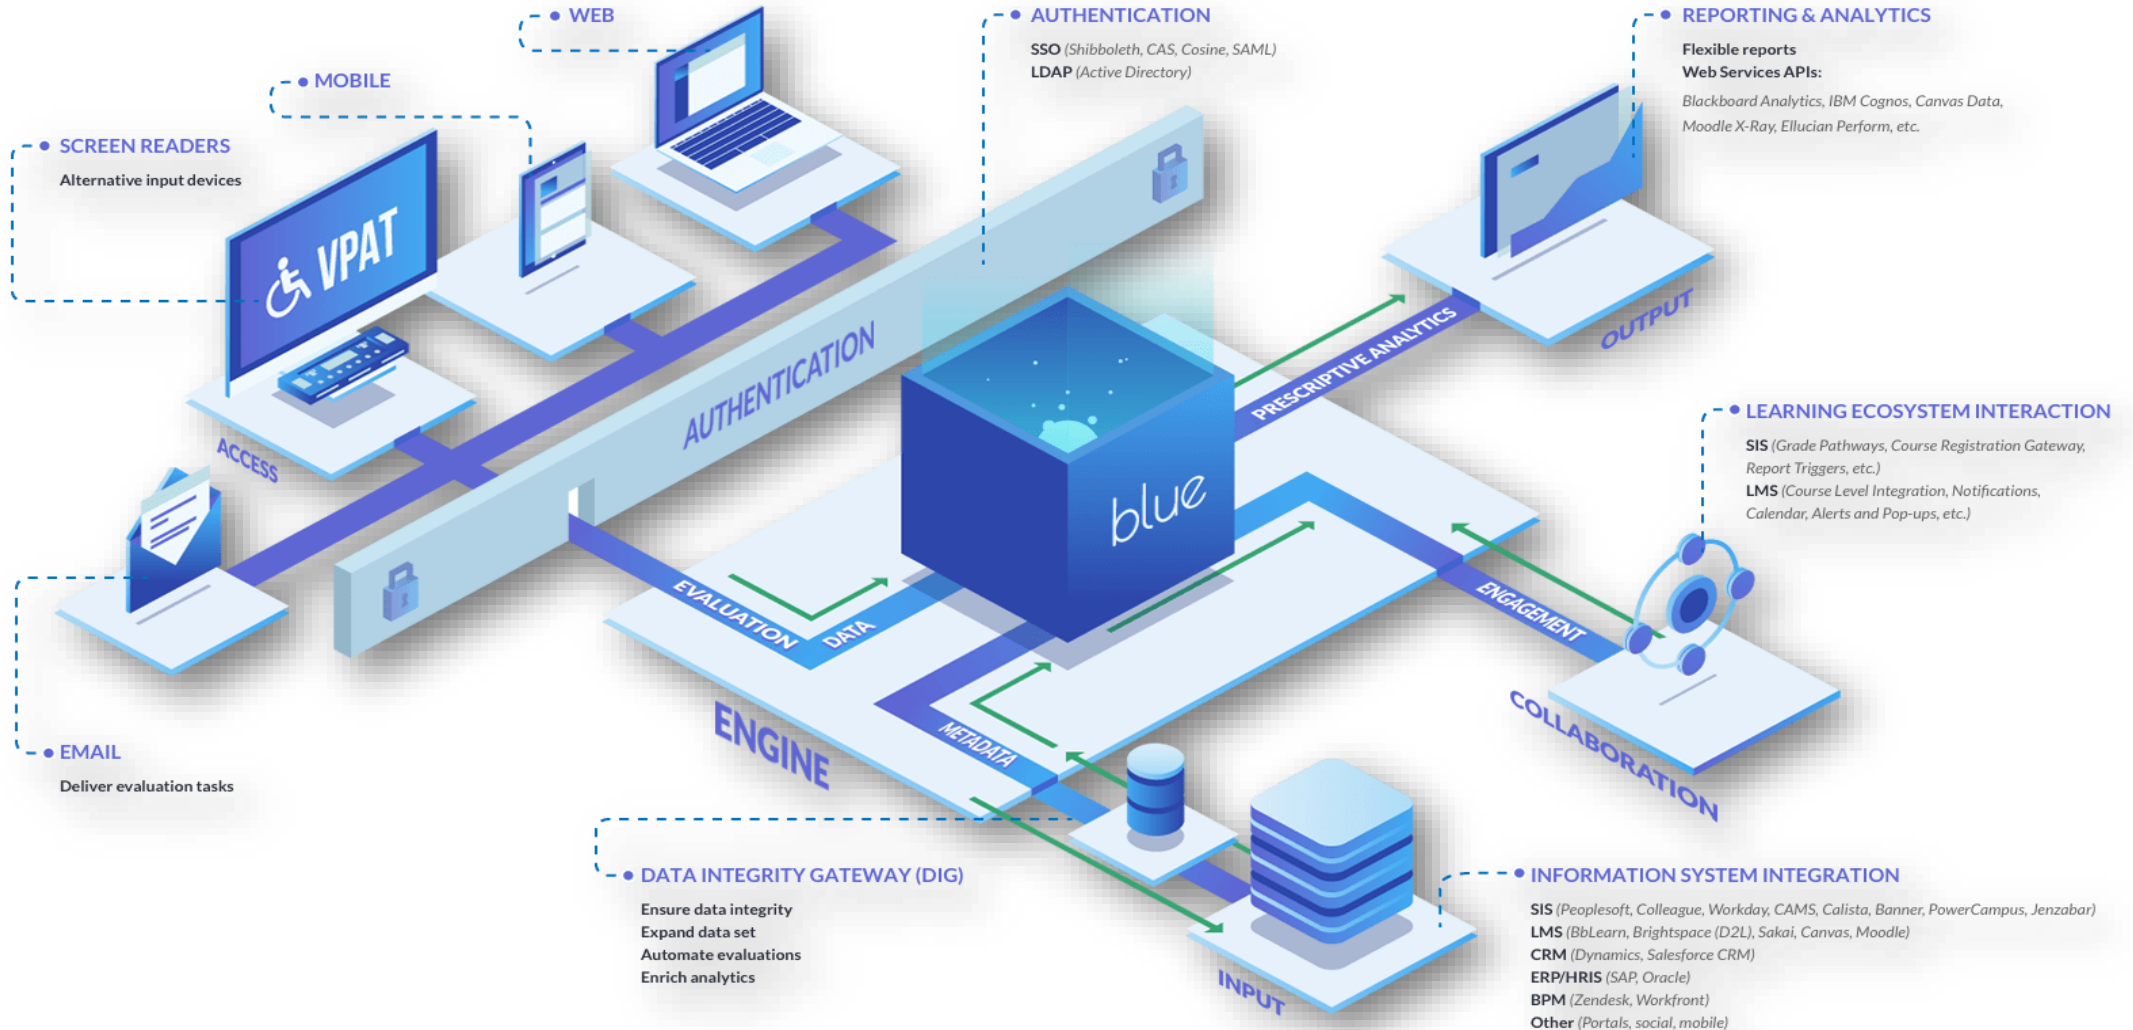 WEB
AUTHENTICATION
SSO (Shibboleth, CAS, Cosine, SAML)
LDAP (Active Directory)
REPORTING & ANALYTICS
Flexible reports
Web Services APIs:
Blackboard Analytics, IBM Cognos, Canvas Data,
Moodle X-Ray, Ellucian Perform, etc.
MOBILE
SCREEN READERS
Alternative input devices
VPAT
ACCESS
AUTHENTICATION
blue
PRESCRIPTIVE ANALYTICS
OUTPUT
LEARNING ECOSYSTEM INTERACTION
SIS (Grade Pathways, Course Registration Gateway,
Report Triggers, etc.)
LMS (Course Level Integration, Notifications,
Calendar, Alerts and Pop-ups, etc.)
EVALUATION
DATA
ENGAGEMENT
METADATA
ENGINE
COLLABORATION
EMAIL
Deliver evaluation tasks
DATA INTEGRITY GATEWAY (DIG)
Ensure data integrity
Expand data set
Automate evaluations
Enrich analytics
INPUT
INFORMATION SYSTEM INTEGRATION
SIS (Peoplesoft, Colleague, Workday, CAMS, Calista, Banner, PowerCampus, Jenzabar)
LMS (BbLearn, Brightspace (D2L), Sakai, Canvas, Moodle)
CRM (Dynamics, Salesforce CRM)
ERP/HRIS (SAP, Oracle)
BPM (Zendesk, Workfront)
Other (Portals, social, mobile)